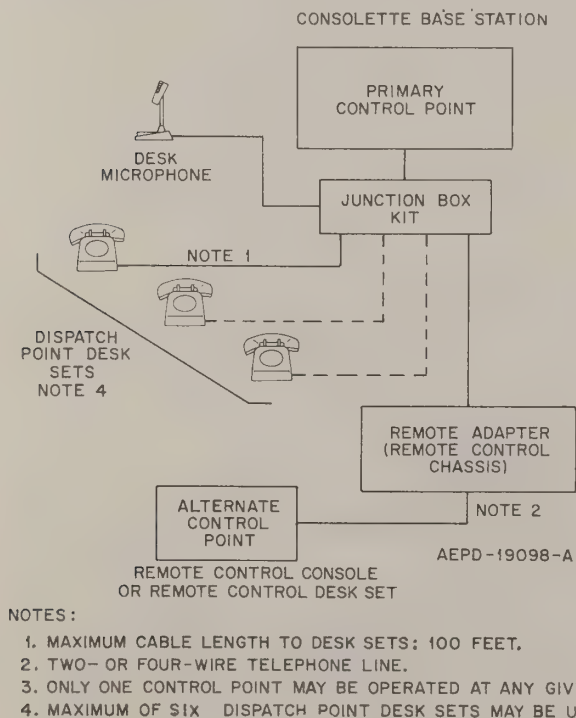 CONSOLETTE BASE STATION
PRIMARY
CONTROL POINT
DESK
MICROPHONE
JUNCTION BOX
KIT
NOTE 1
DISPATCH
POINT DESK
SETS
NOTE 4
REMOTE ADAPTER
(REMOTE CONTROL
CHASSIS)
NOTE 2
ALTERNATE
CONTROL
POINT
AEPD-19098-A
REMOTE CONTROL CONSOLE
OR REMOTE CONTROL DESK SET
NOTES:
1. MAXIMUM CABLE LENGTH TO DESK SETS: 100 FEET.
2. TWO- OR FOUR-WIRE TELEPHONE LINE.
3. ONLY ONE CONTROL POINT MAY BE OPERATED AT ANY
4. MAXIMUM OF SIX DISPATCH POINT DESK SETS MAY BE